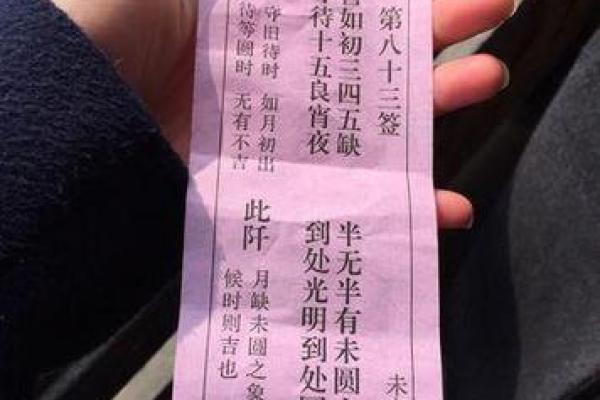 第八十三签
未
如初三四五缺
半无半有未圆
待十五良宵夜
到处光明到处
守旧待时 如月初出
待等圆时 无有不吉
此阡
月缺未圆之象
候时则吉也